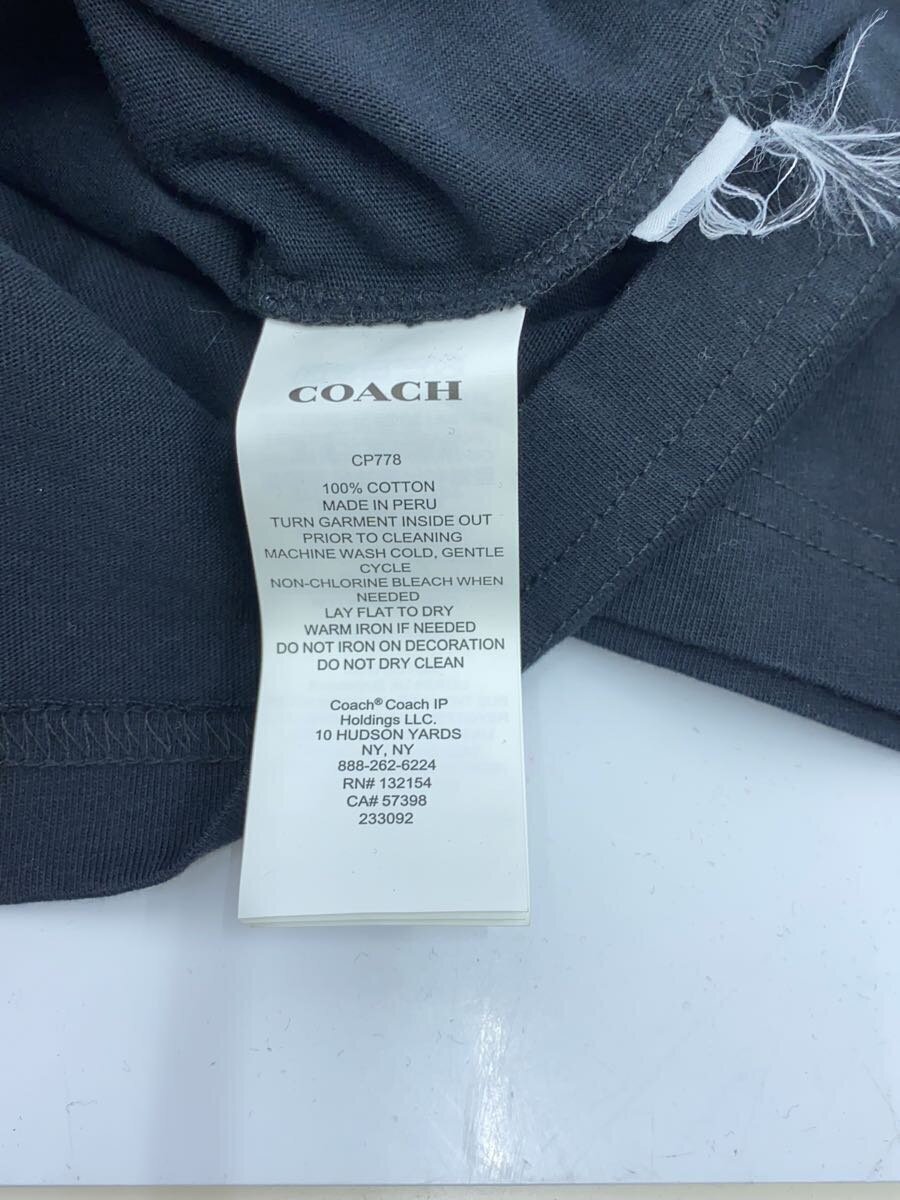 COACH
CP778
100% COTTON
MADE IN PERU
TURN GARMENT INSIDE OUT
PRIOR TO CLEANING
MACHINE WASH COLD, GENTLE
CYCLE
NON-CHLORINE BLEACH WHEN
NEEDED
LAY FLAT TO DRY
WARM IRON IF NEEDED
DO NOT IRON ON DECORATION
DO NOT DRY CLEAN
Coach® Coach IP
Holdings LLC.
10 HUDSON YARDS
NY, NY
888-262-6224
RN# 132154
CA# 57398
233092